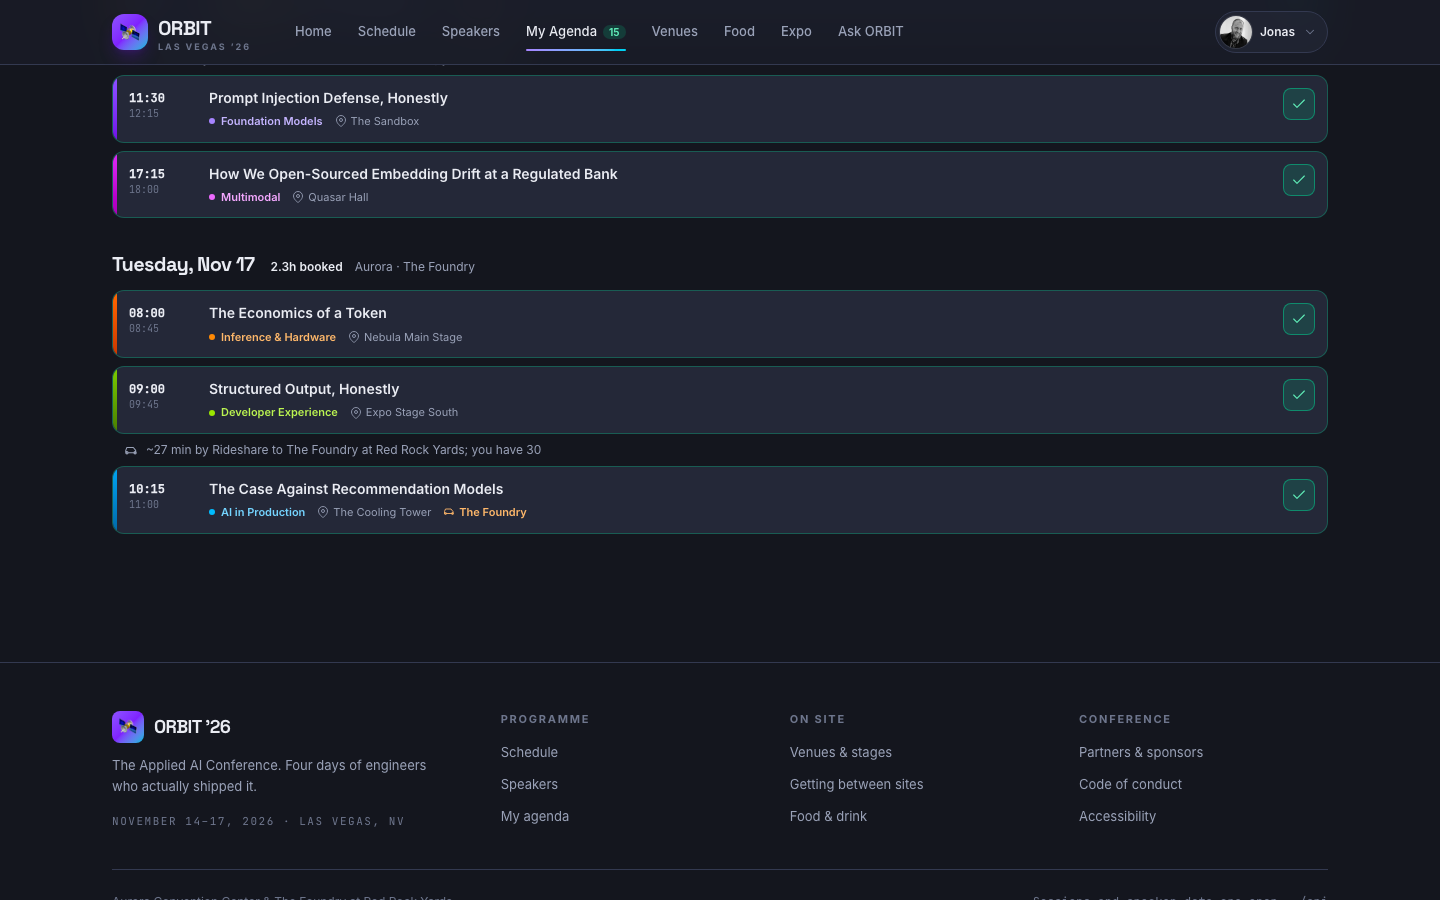 ORBIT
LAS VEGAS '26
Home
Schedule
Speakers
My Agenda 15
Venues
Food
Expo
Ask ORBIT
Jonas
11:30
12:15
Prompt Injection Defense, Honestly
Foundation Models
The Sandbox
17:15
18:00
How We Open-Sourced Embedding Drift at a Regulated Bank
Multimodal
Quasar Hall
Tuesday, Nov 17
2.3h booked
Aurora · The Foundry
08:00
08:45
The Economics of a Token
Inference & Hardware
Nebula Main Stage
09:00
09:45
Structured Output, Honestly
Developer Experience
Expo Stage South
~27 min by Rideshare to The Foundry at Red Rock Yards; you have 30
10:15
11:00
The Case Against Recommendation Models
AI in Production
The Cooling Tower
The Foundry
ORBIT '26
The Applied AI Conference. Four days of engineers
who actually shipped it.
NOVEMBER 14–17, 2026 · LAS VEGAS, NV
PROGRAMME
Schedule
Speakers
My agenda
ON SITE
Venues & stages
Getting between sites
Food & drink
CONFERENCE
Partners & sponsors
Code of conduct
Accessibility